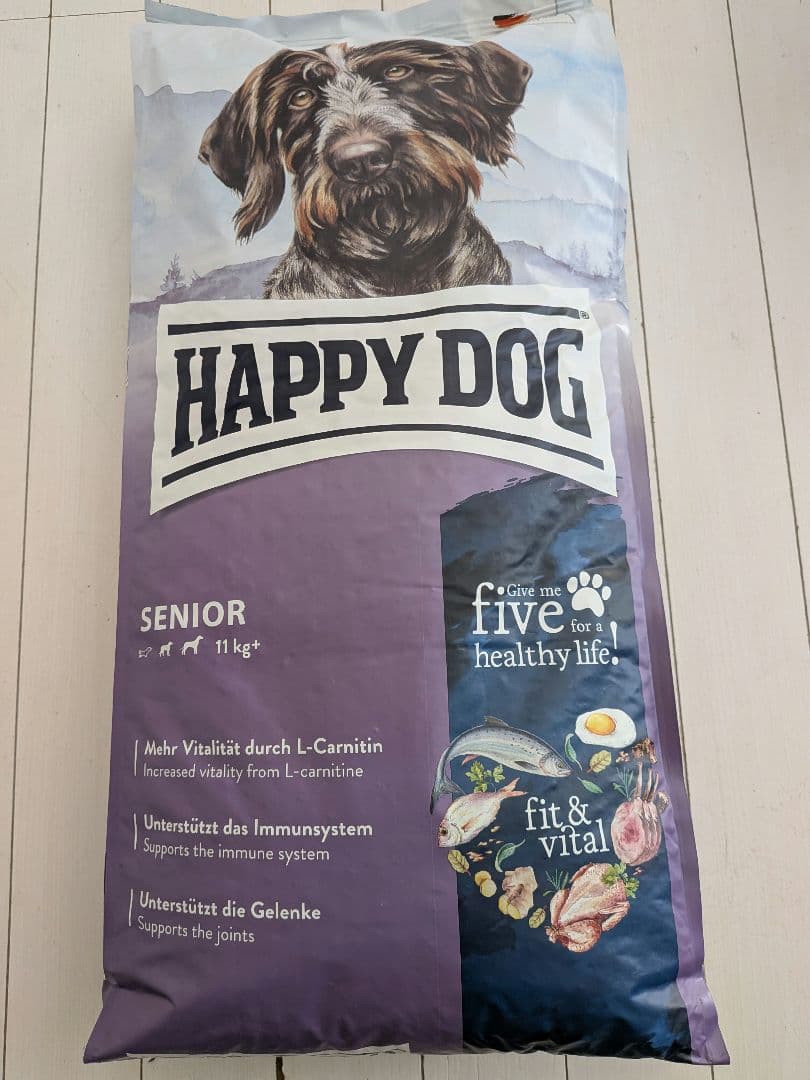 HAPPY DOG®
SENIOR
11 kg+
Give me
five
for a
healthy life!
Mehr Vitalität durch L-Carnitin
Increased vitality from L-carnitine
Unterstützt das Immunsystem
Supports the immune system
Unterstützt die Gelenke
Supports the joints
fit &
vital